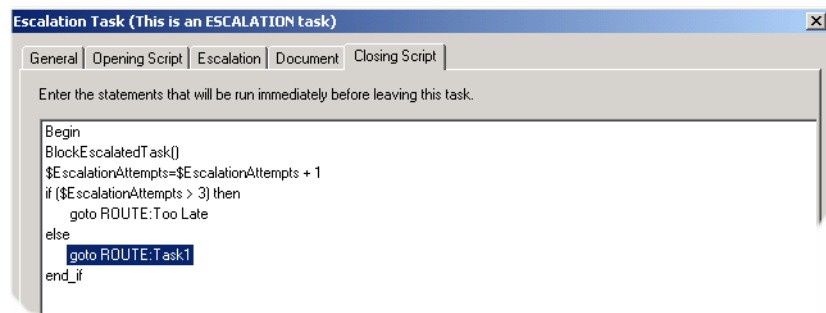 Escalation Task (This is an ESCALATION task)
General Opening Script Escalation Document Closing Script
Enter the statements that will be run immediately before leaving this task.
Begin
BlockEscalatedTask()
$EscalationAttempts=$EscalationAttempts + 1
if ($EscalationAttempts > 3) then
goto ROUTE:Too Late
else
goto ROUTE:Task1
end_if